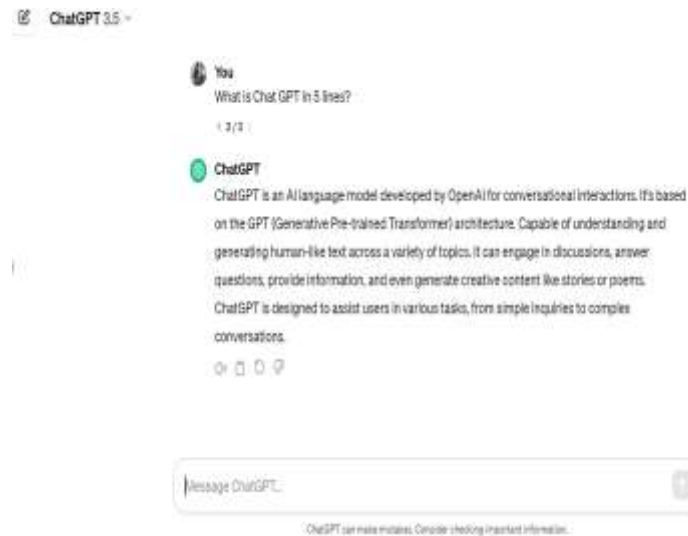 ChatGPT 3.5
You
What is Chat GPT in 5 lines?
< 3/3
ChatGPT
ChatGPT is an AI language model developed by OpenAI for conversational interactions. It's based
on the GPT (Generative Pre-trained Transformer) architecture. Capable of understanding and
generating human-like text across a variety of topics. It can engage in discussions, answer
questions, provide information, and even generate creative content like stories or poems.
ChatGPT is designed to assist users in various tasks, from simple inquiries to complex
conversations.
Message ChatGPT...
ChatGPT can make mistakes. Consider checking important information.